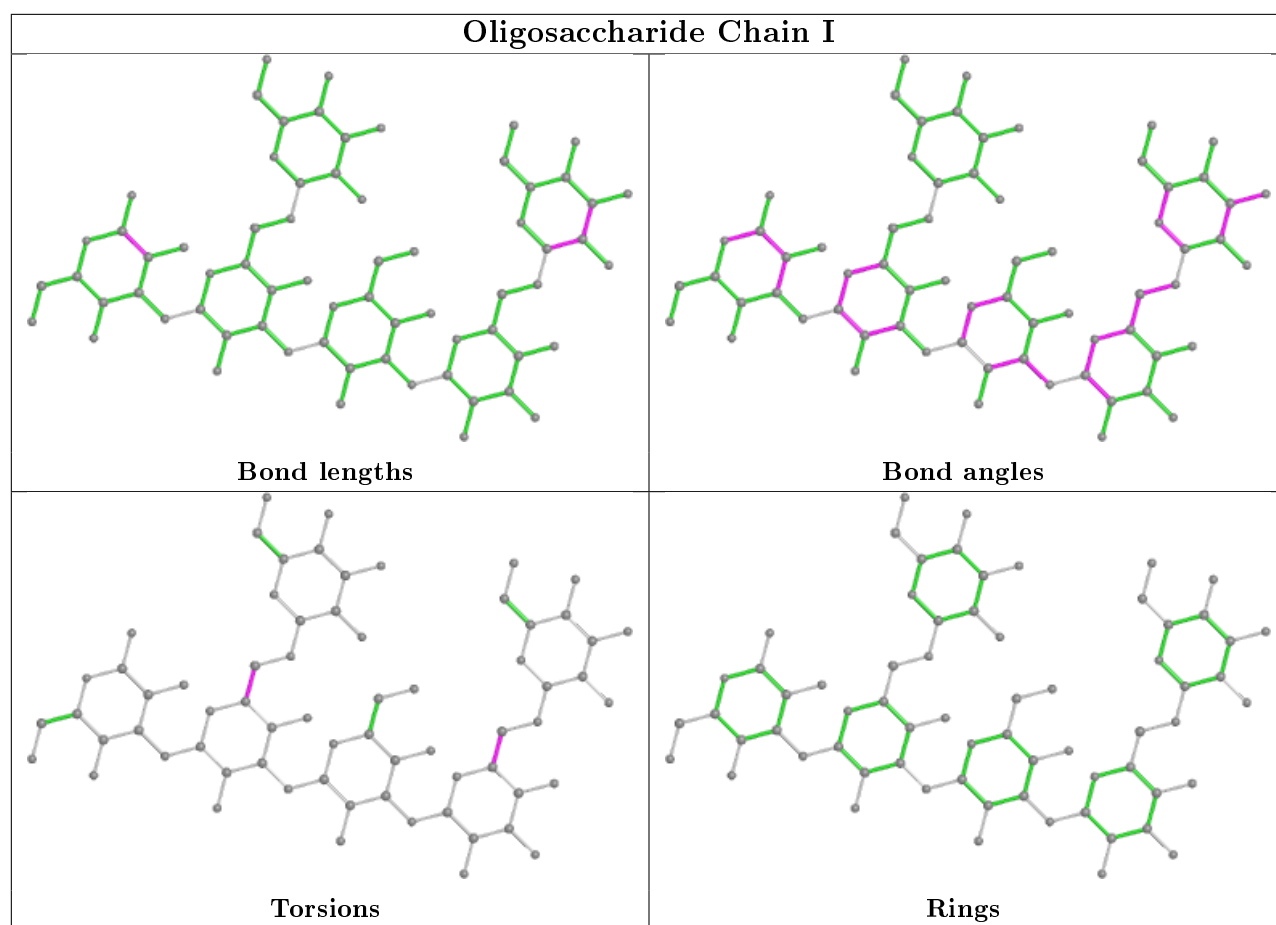 Oligosaccharide Chain I
Bond lengths
Bond angles
Torsions
Rings